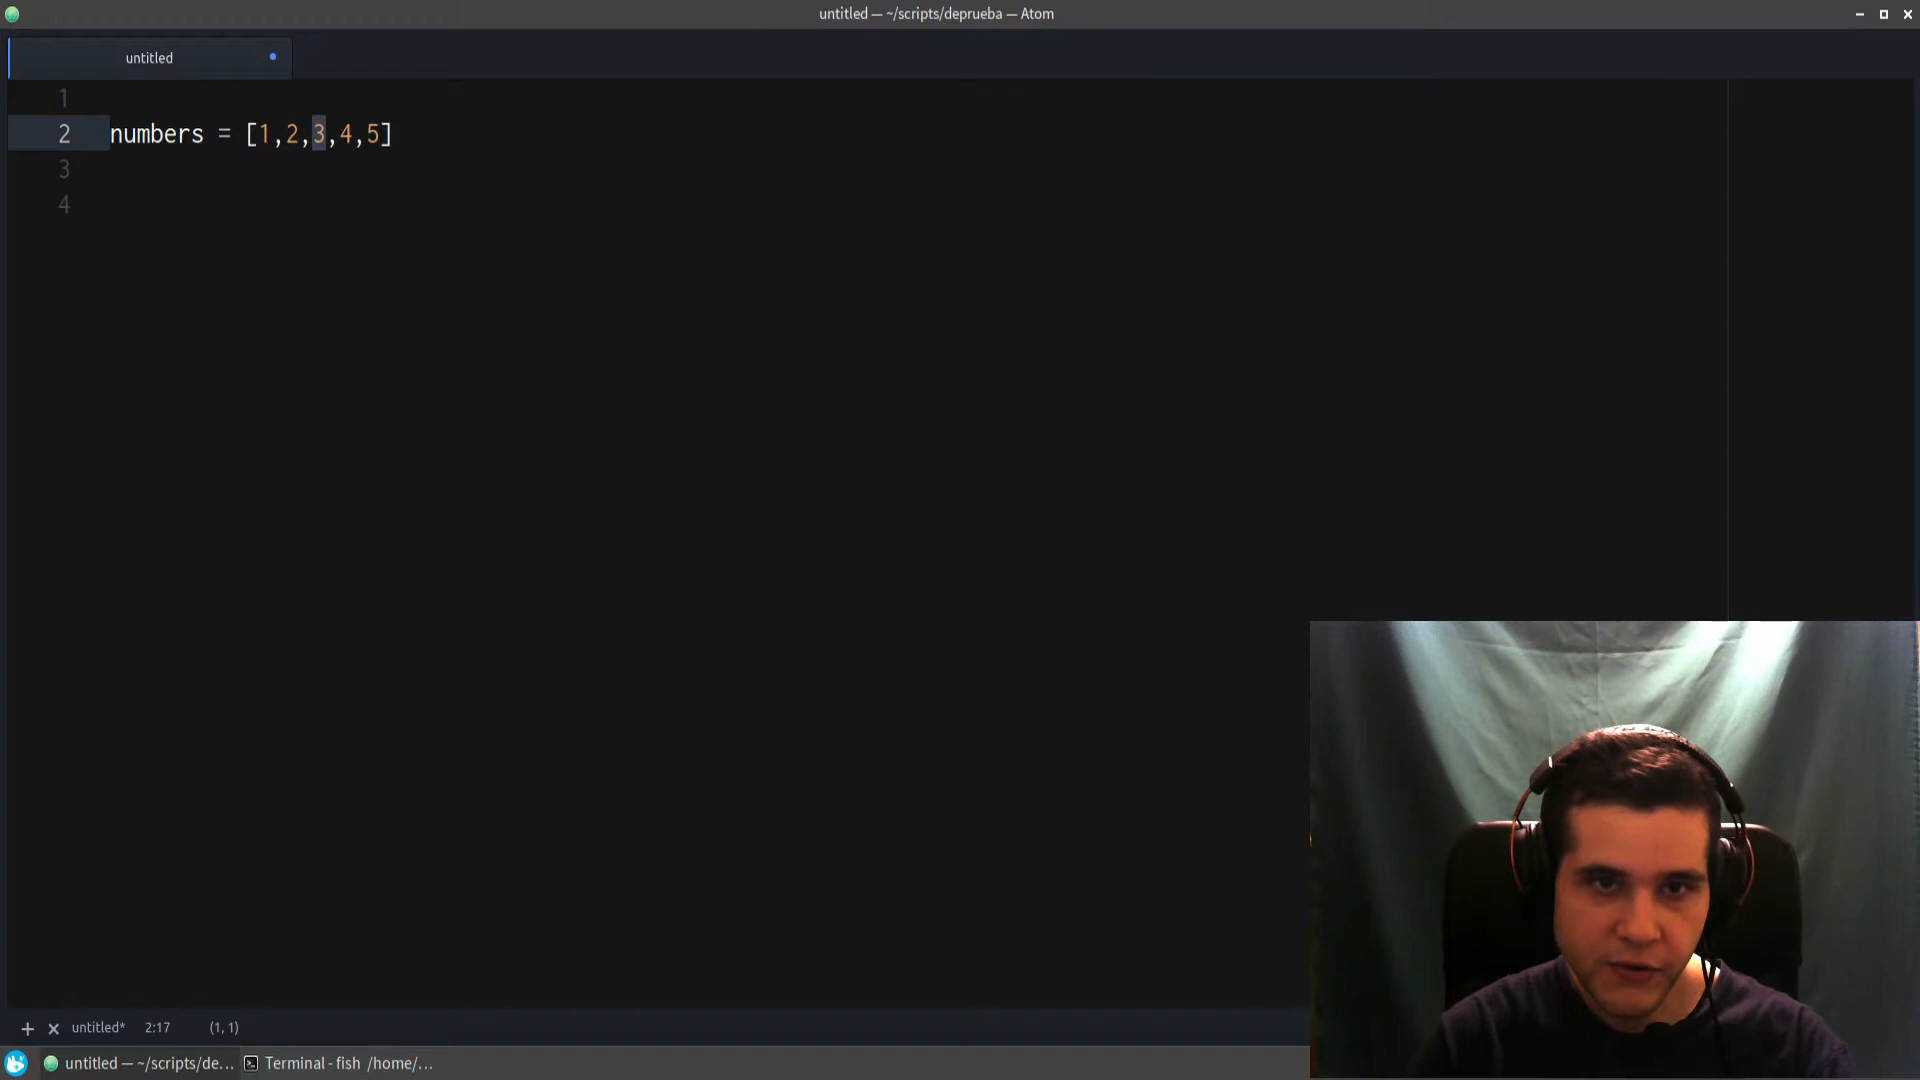 untitled — ~/scripts/deprueba — Atom
untitled
1
2 numbers = [1,2,3,4,5]
3
4
untitled* 2:17 (1, 1)
untitled — ~/scripts/de... Terminal - fish /home/...